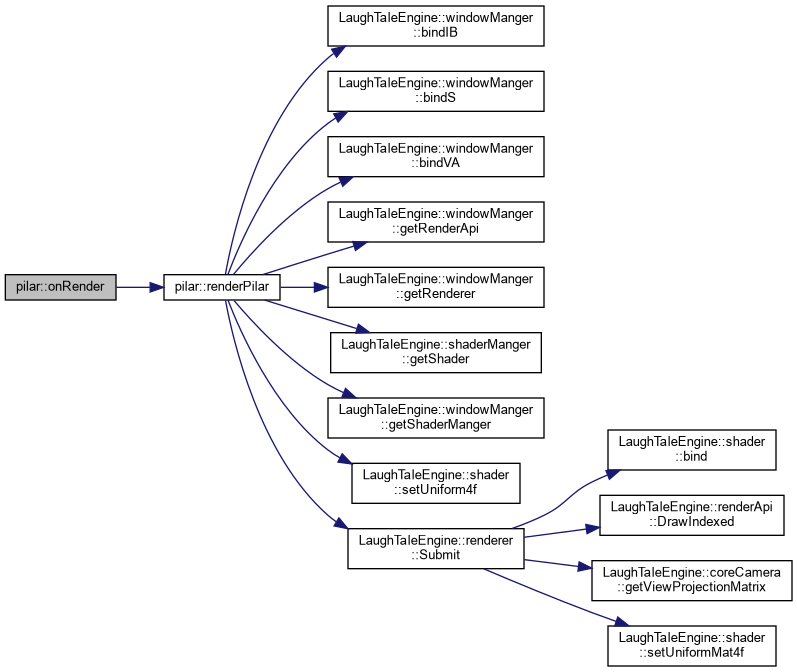 LaughTaleEngine::windowManger
::bindIB
LaughTaleEngine::windowManger
::bindS
LaughTaleEngine::windowManger
::bindVA
LaughTaleEngine::windowManger
::getRenderApi
pilar::onRender
pilar::renderPilar
LaughTaleEngine::windowManger
::getRenderer
LaughTaleEngine::shaderManger
::getShader
LaughTaleEngine::windowManger
::getShaderManger
LaughTaleEngine::shader
::setUniform4f
LaughTaleEngine::renderer
::Submit
LaughTaleEngine::shader
::bind
LaughTaleEngine::renderApi
::DrawIndexed
LaughTaleEngine::coreCamera
::getViewProjectionMatrix
LaughTaleEngine::shader
::setUniformMat4f